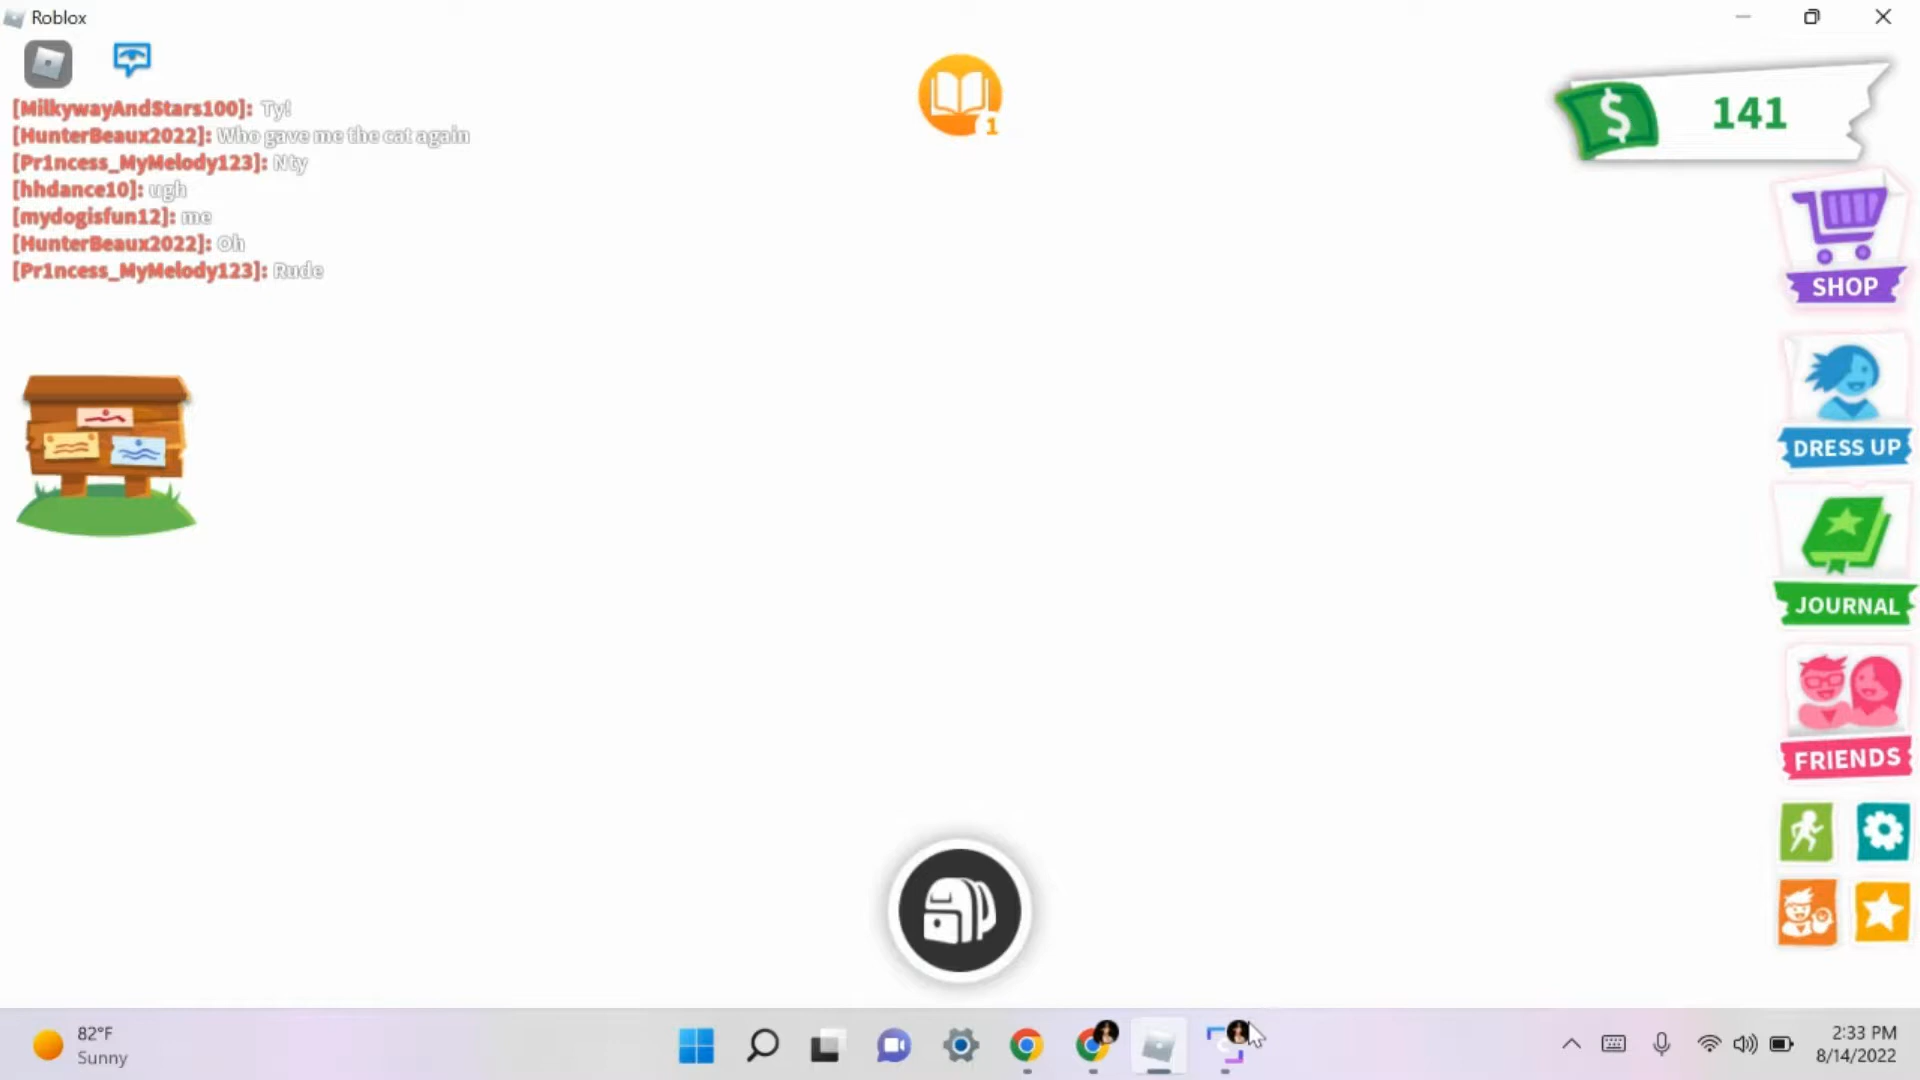 Roblox
[MilkywayAndStars100]: Ty!
[HunterBeaux2022]: Who gave me the cat again
[Pr1ncess_MyMelody123]: Nty
[hhdance10]: ugh
[mydogisfun12]: me
[HunterBeaux2022]: Oh
[Pr1ncess_MyMelody123]: Rude
1
$ 141
SHOP
DRESS UP
JOURNAL
FRIENDS
82°F
Sunny
2:33 PM
8/14/2022